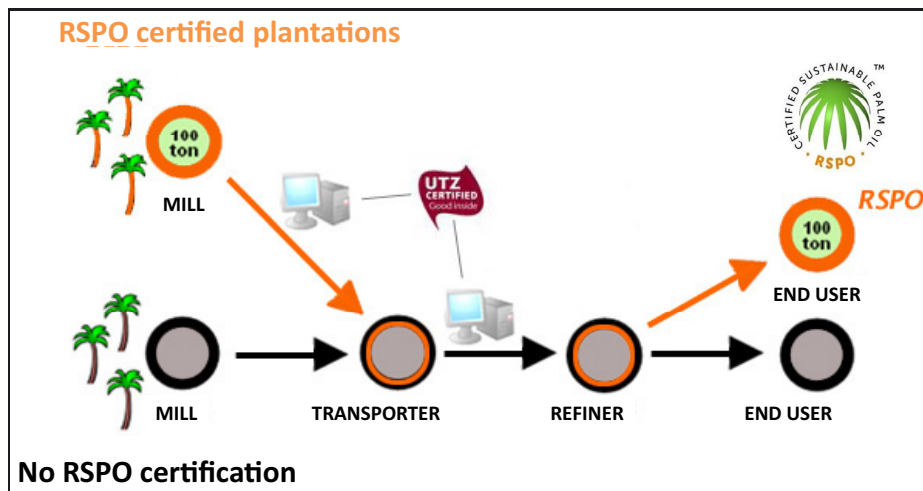 RSPO certified plantations
100
ton
MILL
UTZ
CERTIFIED
Good inside
CERTIFIED SUSTAINABLE PALM OIL
TM
· RSPO ·
RSPO
100
ton
END USER
MILL
TRANSPORTER
REFINER
END USER
No RSPO certification